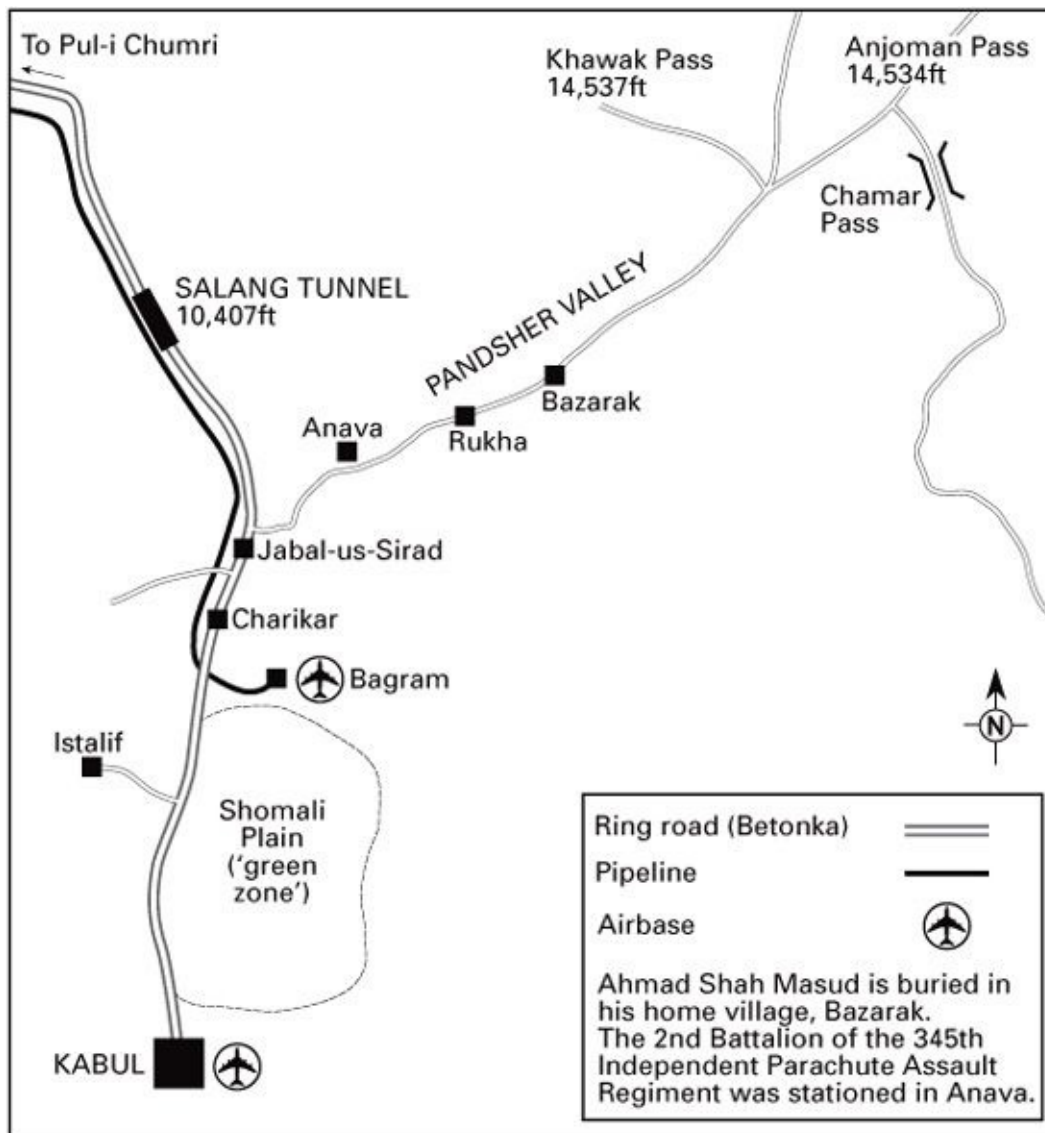 To Pul-i Chumri
Khawak Pass
14,537ft
Anjoman Pass
14,534ft
Chamar
Pass
SALANG TUNNEL
10,407ft
PANDSHER VALLEY
Bazarak
Rukha
Anava
Jabal-us-Sirad
Charikar
Bagram
Istalif
Shomali
Plain
('green
zone')
N
KABUL
Ring road (Betonka)
Pipeline
Airbase
Ahmad Shah Masud is buried in
his home village, Bazarak.
The 2nd Battalion of the 345th
Independent Parachute Assault
Regiment was stationed in Anava.